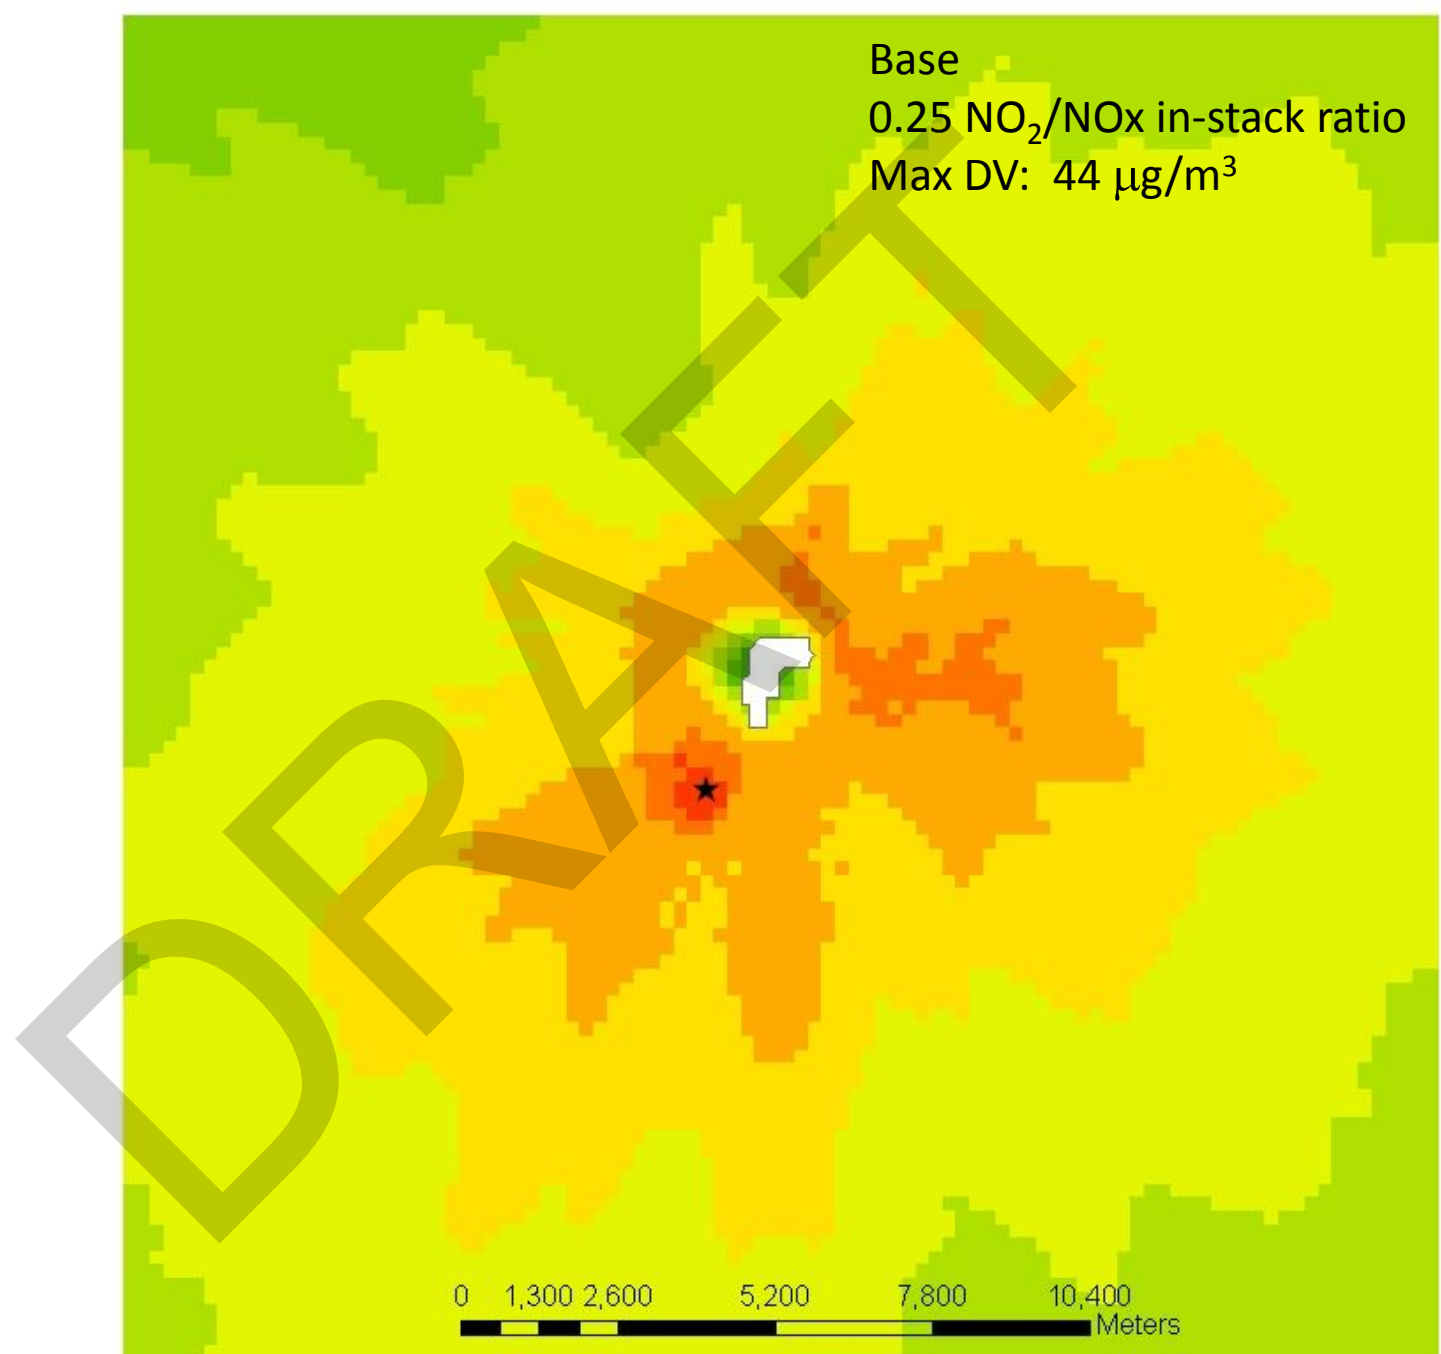 Base
0.25 NO₂/NOx in-stack ratio
Max DV: 44 μg/m³
DRAFT
0 1,300 2,600 5,200 7,800 10,400
Meters